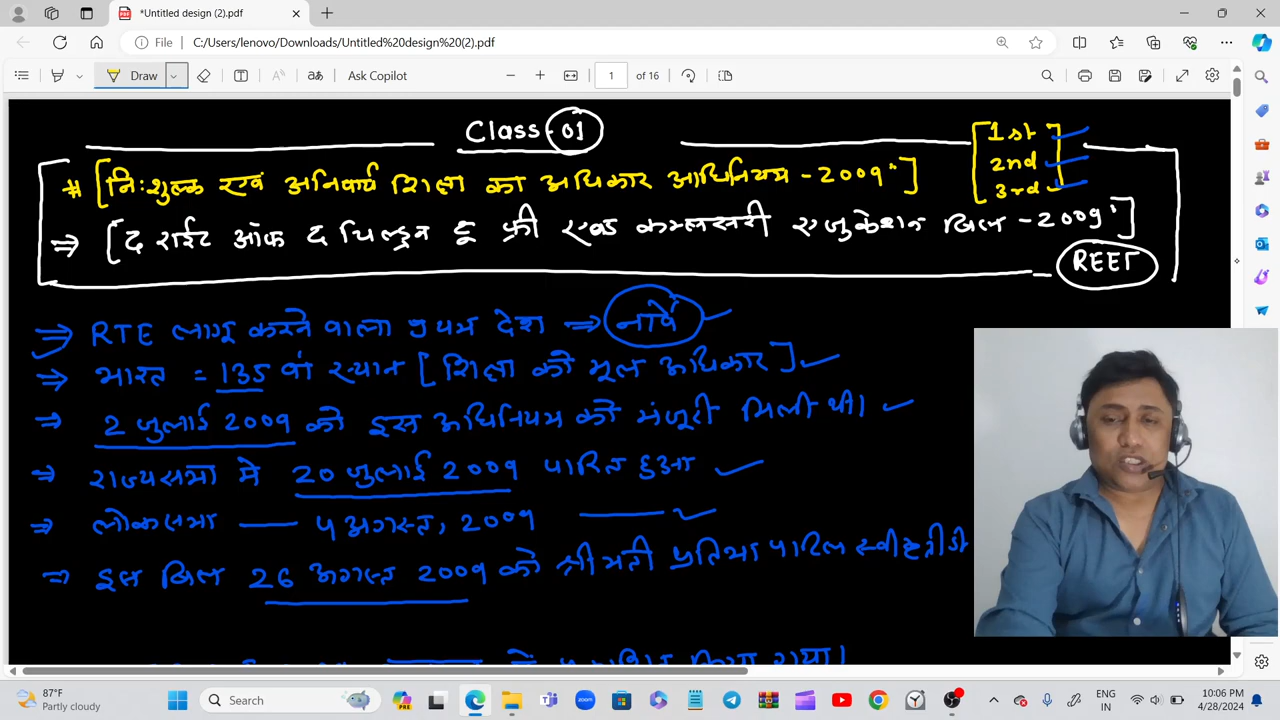 *Untitled design (2).pdf
File C:/Users/lenovo/Downloads/Untitled%20design%20(2).pdf
Draw Ask Copilot 1 of 16
Class-01
1st
2nd
3rd
# [निःशुल्क एवं अनिवार्य शिक्षा का अधिकार अधिनियम - 2009"]
⇒ [द राईट ऑफ द चिल्ड्रन टू फ्री एण्ड कम्पलसरी एजुकेशन बिल - 2009']
REET
⇒ RTE लागू करने वाला प्रथम देश ⇒ नार्वे
⇒ भारत = 135 वां स्थान [शिक्षा को मूल अधिकार]
⇒ 2 जुलाई 2009 को इस अधिनियम को मंजूरी मिली थी।
⇒ राज्यसभा में 20 जुलाई 2009 पारित हुआ
⇒ लोकसभा — 4 अगस्त, 2009
⇒ इस बिल 26 अगस्त 2009 को श्रीमती प्रतिभा पाटिल स्वीकृती दी
किया गया।
87°F
Partly cloudy
Search
ENG
IN
10:06 PM
4/28/2024